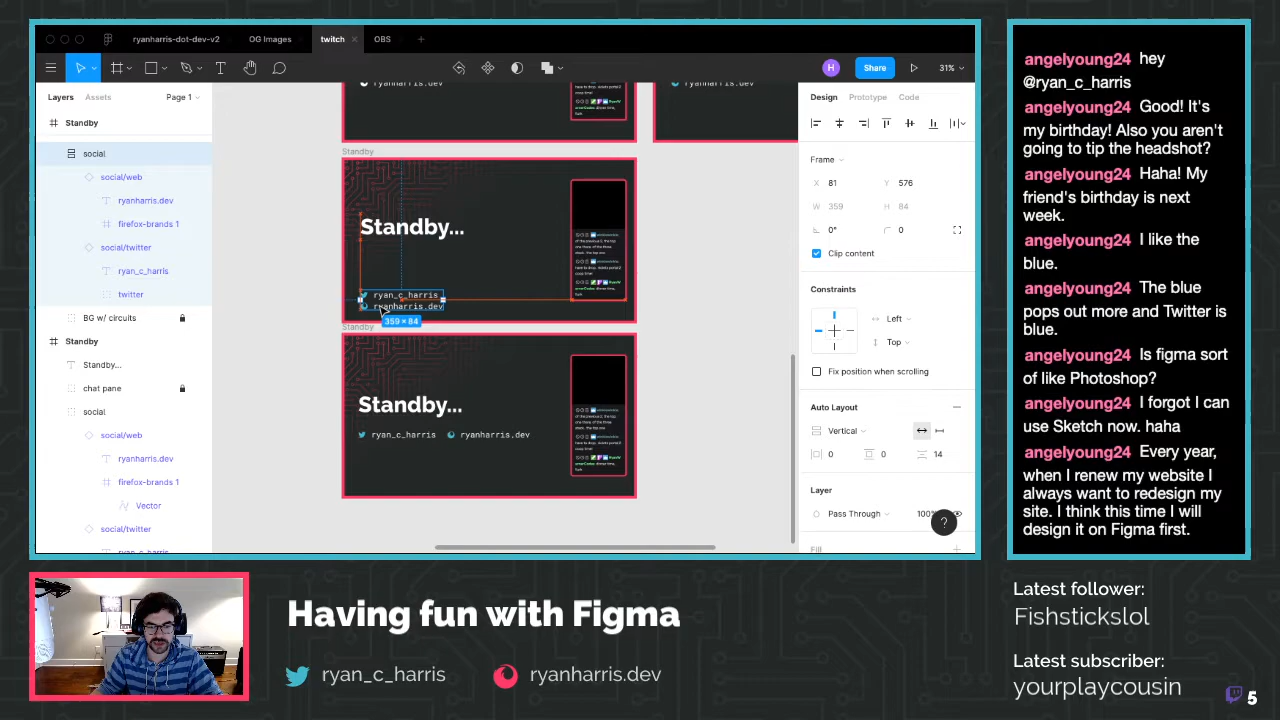 ryanharris-dot-dev-v2
OG Images
twitch
OBS
Share
31%
H
Layers
Assets
Page 1
Standby
social
social/web
ryanharris.dev
firefox-brands 1
social/twitter
ryan_c_harris
twitter
BG w/ circuits
Standby
Standby...
chat pane
social
social/web
ryanharris.dev
firefox-brands 1
Vector
social/twitter
ryan_c_harris
ryanharris.dev
ryanharris.dev
Standby
Standby...
ryan_c_harris
ryanharris.dev
359 × 84
Standby
Standby...
ryan_c_harris
ryanharris.dev
Design
Prototype
Code
Frame
X 81
Y 576
W 359
H 84
0°
0
Clip content
Constraints
Left
Top
Fix position when scrolling
Auto Layout
Vertical
0
0
14
Layer
Pass Through
100%
Fill
?
angelyoung24 hey
@ryan_c_harris
angelyoung24 Good! It's
my birthday! Also you aren't
going to tip the headshot?
angelyoung24 Haha! My
friend's birthday is next
week.
angelyoung24 I like the
blue.
angelyoung24 The blue
pops out more and Twitter is
blue.
angelyoung24 Is figma sort
of like Photoshop?
angelyoung24 I forgot I can
use Sketch now. haha
angelyoung24 Every year,
when I renew my website I
always want to redesign my
site. I think this time I will
design it on Figma first.
Having fun with Figma
ryan_c_harris
ryanharris.dev
Latest follower:
Fishstickslol
Latest subscriber:
yourplaycousin
5